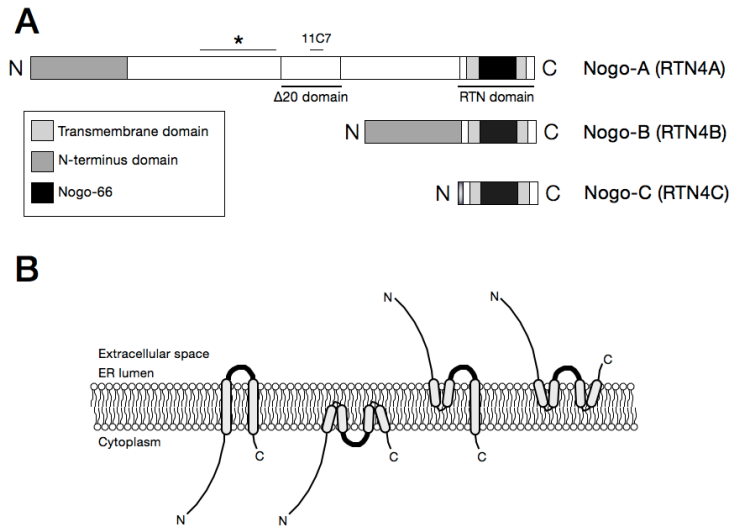 A
* 11C7
N C Nogo-A (RTN4A)
Δ20 domain RTN domain
N C Nogo-B (RTN4B)
Transmembrane domain
N-terminus domain
Nogo-66
N C Nogo-C (RTN4C)
B
N N
Extracellular space
ER lumen
C
Cytoplasm
C C C
N N